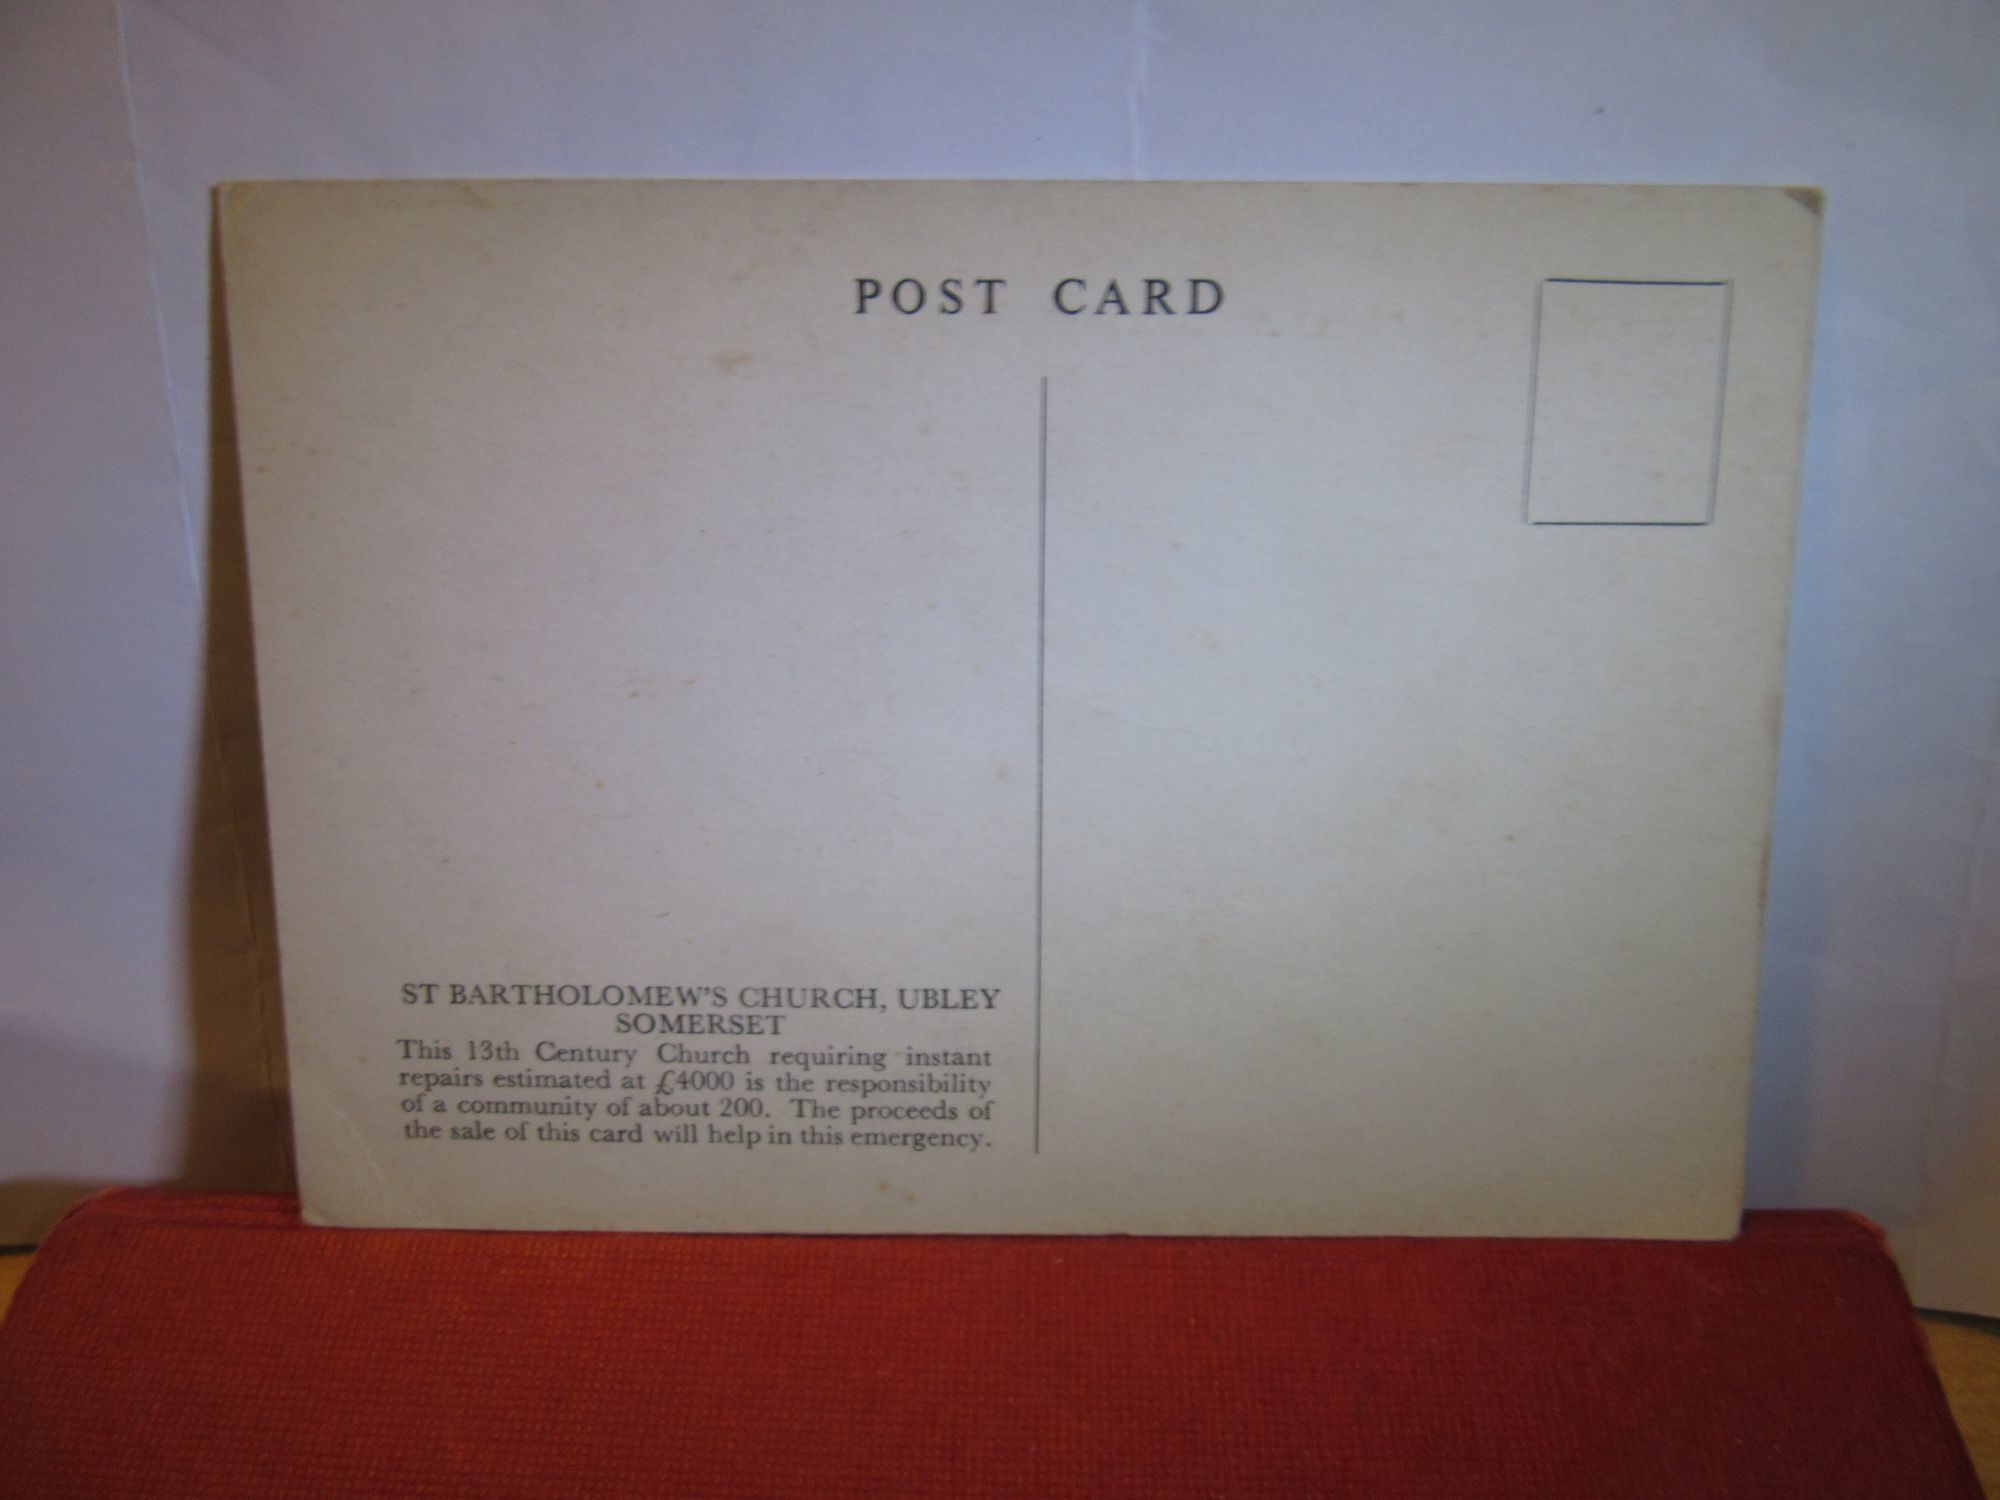 POST CARD
ST BARTHOLOMEW'S CHURCH, UBLEY
SOMERSET
This 13th Century Church requiring instant
repairs estimated at £4000 is the responsibility
of a community of about 200. The proceeds of
the sale of this card will help in this emergency.